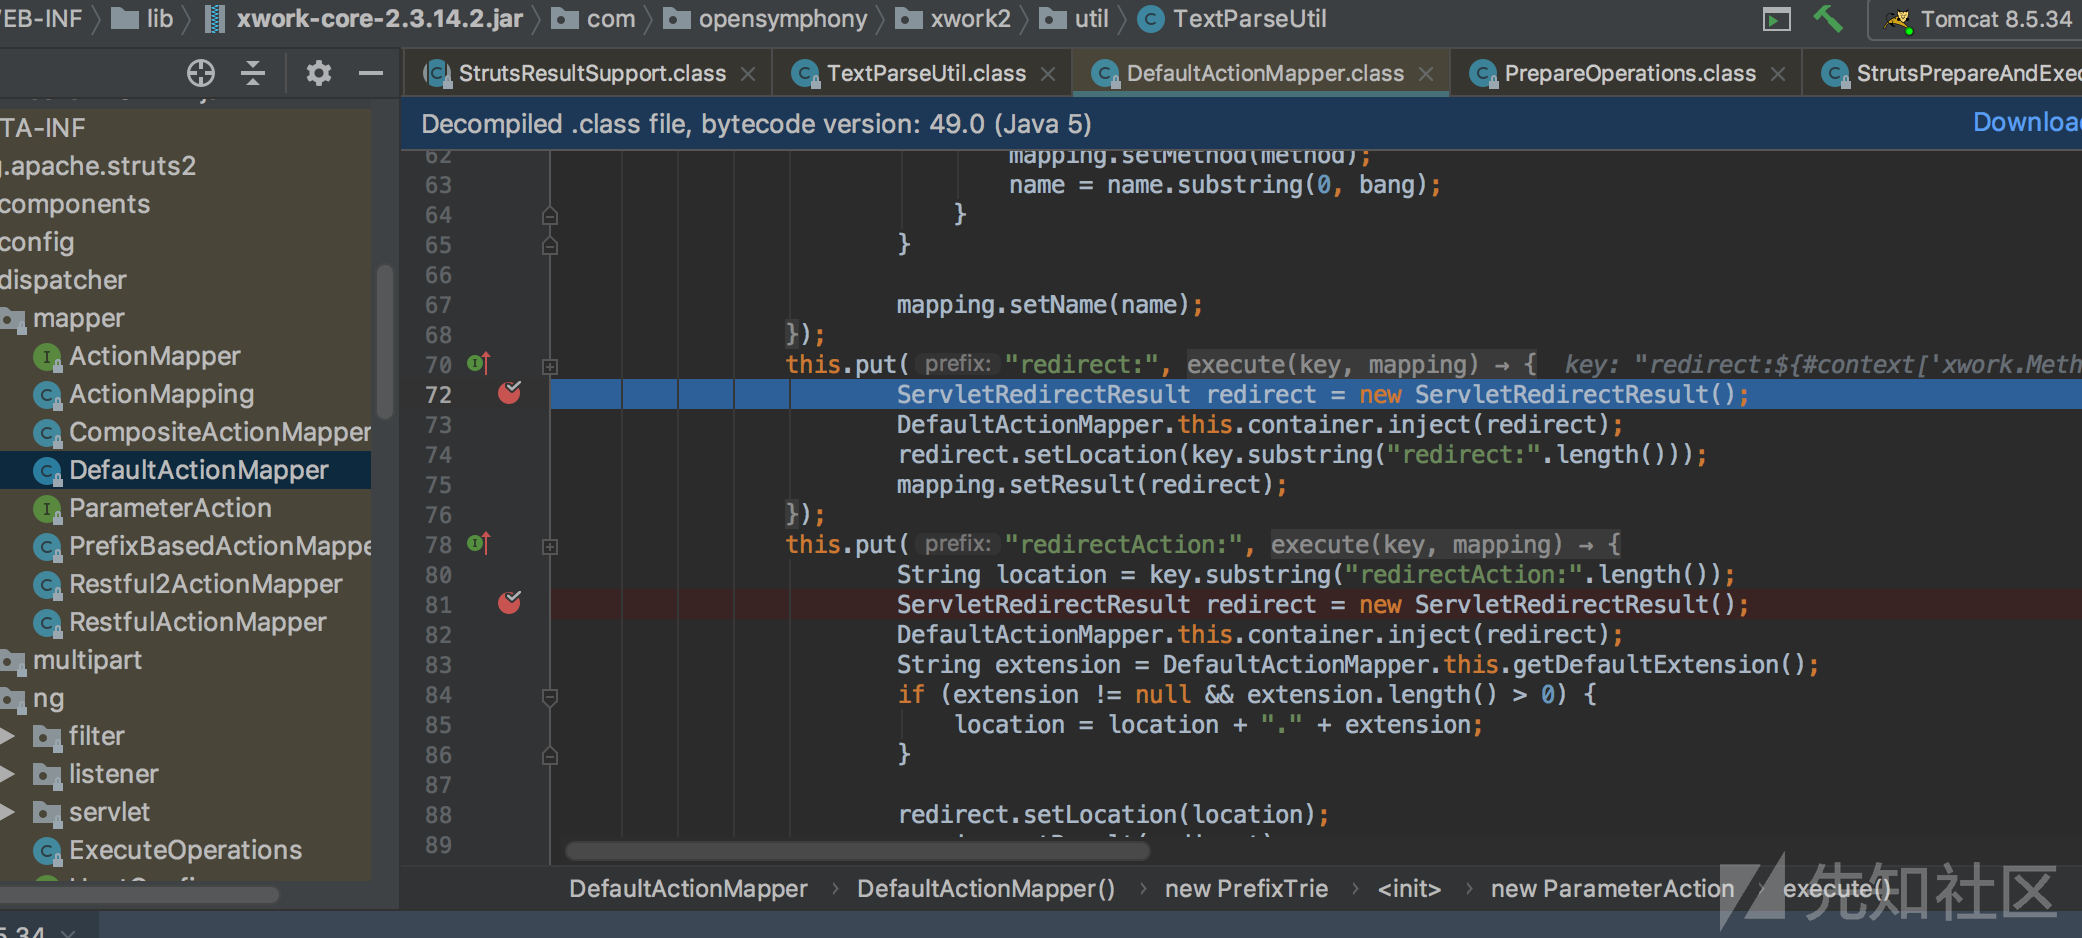 EB-INF lib xwork-core-2.3.14.2.jar com opensymphony xwork2 util TextParseUtil Tomcat 8.5.34
StrutsResultSupport.class TextParseUtil.class DefaultActionMapper.class PrepareOperations.class StrutsPrepareAndExec
Decompiled .class file, bytecode version: 49.0 (Java 5) Downloa
TA-INF
.apache.struts2
components
config
dispatcher
mapper
ActionMapper
ActionMapping
CompositeActionMapper
DefaultActionMapper
ParameterAction
PrefixBasedActionMappe
Restful2ActionMapper
RestfulActionMapper
multipart
ng
filter
listener
servlet
ExecuteOperations
62 mapping.setMethod(method);
63 name = name.substring(0, bang);
64 }
65 }
66
67 mapping.setName(name);
68 });
70 this.put( prefix: "redirect:", execute(key, mapping) → { key: "redirect:${#context['xwork.Meth
72 ServletRedirectResult redirect = new ServletRedirectResult();
73 DefaultActionMapper.this.container.inject(redirect);
74 redirect.setLocation(key.substring("redirect:".length()));
75 mapping.setResult(redirect);
76 });
78 this.put( prefix: "redirectAction:", execute(key, mapping) → {
80 String location = key.substring("redirectAction:".length());
81 ServletRedirectResult redirect = new ServletRedirectResult();
82 DefaultActionMapper.this.container.inject(redirect);
83 String extension = DefaultActionMapper.this.getDefaultExtension();
84 if (extension != null && extension.length() > 0) {
85 location = location + "." + extension;
86 }
87
88 redirect.setLocation(location);
89
DefaultActionMapper › DefaultActionMapper() › new PrefixTrie › <init> › new ParameterAction › execute()
先知社区
5.34